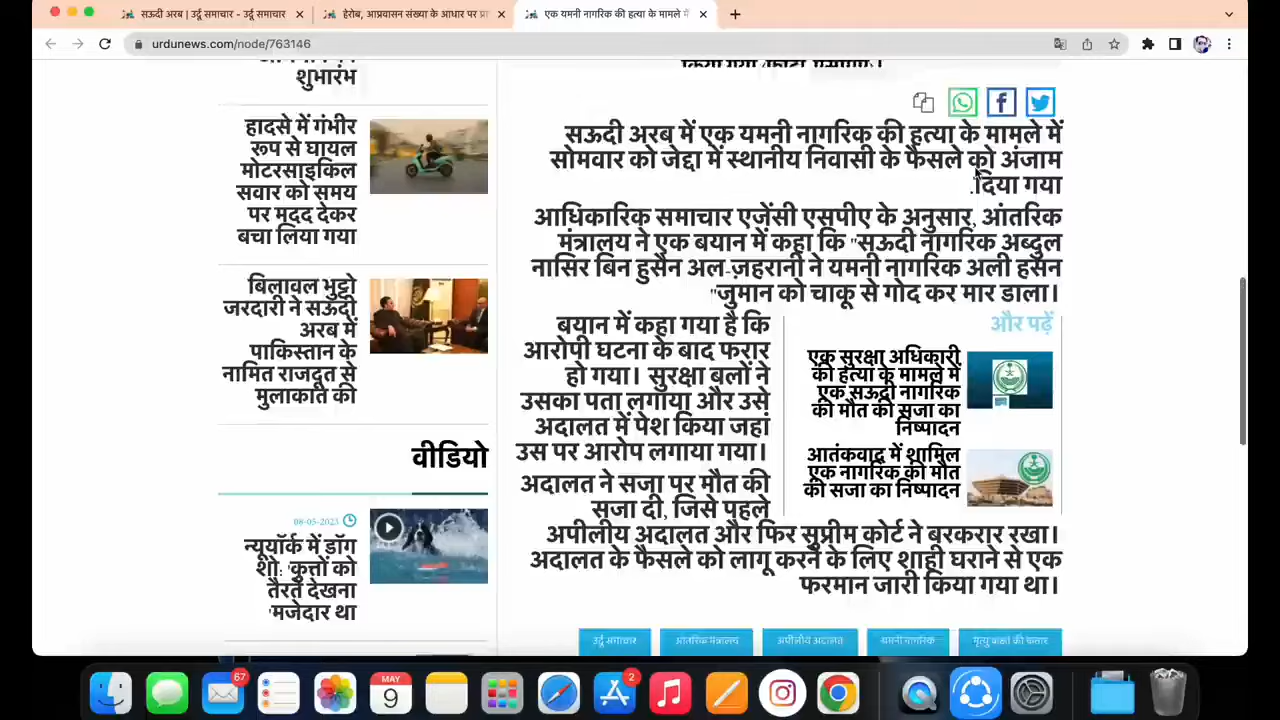 सऊदी अरब | उर्दू समाचार - उर्दू समाचार
हेरोब, आप्रवासन संख्या के आधार पर प्र
एक यमनी नागरिक की हत्या के मामले में
urdunews.com/node/763146
शुभारंभ
हादसे में गंभीर
रूप से घायल
मोटरसाइकिल
सवार को समय
पर मदद देकर
बचा लिया गया
बिलावल भुट्टो
जरदारी ने सऊदी
अरब में
पाकिस्तान के
नामित राजदूत से
मुलाकात की
वीडियो
08-05-2023
न्यूयॉर्क में डॉग
शो: 'कुत्तों को
तैरते देखना
'मजेदार था
सऊदी अरब में एक यमनी नागरिक की हत्या के मामले में
सोमवार को जेद्दा में स्थानीय निवासी के फैसले को अंजाम
.दिया गया
आधिकारिक समाचार एजेंसी एसपीए के अनुसार, आंतरिक
मंत्रालय ने एक बयान में कहा कि "सऊदी नागरिक अब्दुल
नासिर बिन हुसैन अल-ज़हरानी ने यमनी नागरिक अली हसन
"जुमान को चाकू से गोद कर मार डाला।
और पढ़ें
एक सुरक्षा अधिकारी
की हत्या के मामले में
एक सऊदी नागरिक
की मौत की सजा का
निष्पादन
आतंकवाद में शामिल
एक नागरिक की मौत
की सजा का निष्पादन
बयान में कहा गया है कि
आरोपी घटना के बाद फरार
हो गया। सुरक्षा बलों ने
उसका पता लगाया और उसे
अदालत में पेश किया जहां
उस पर आरोप लगाया गया।
अदालत ने सजा पर मौत की
सजा दी, जिसे पहले
अपीलीय अदालत और फिर सुप्रीम कोर्ट ने बरकरार रखा।
अदालत के फैसले को लागू करने के लिए शाही घराने से एक
फरमान जारी किया गया था।
उर्दू समाचार
आंतरिक मंत्रालय
अपीलीय अदालत
यमनी नागरिक
67
MAY
9
2